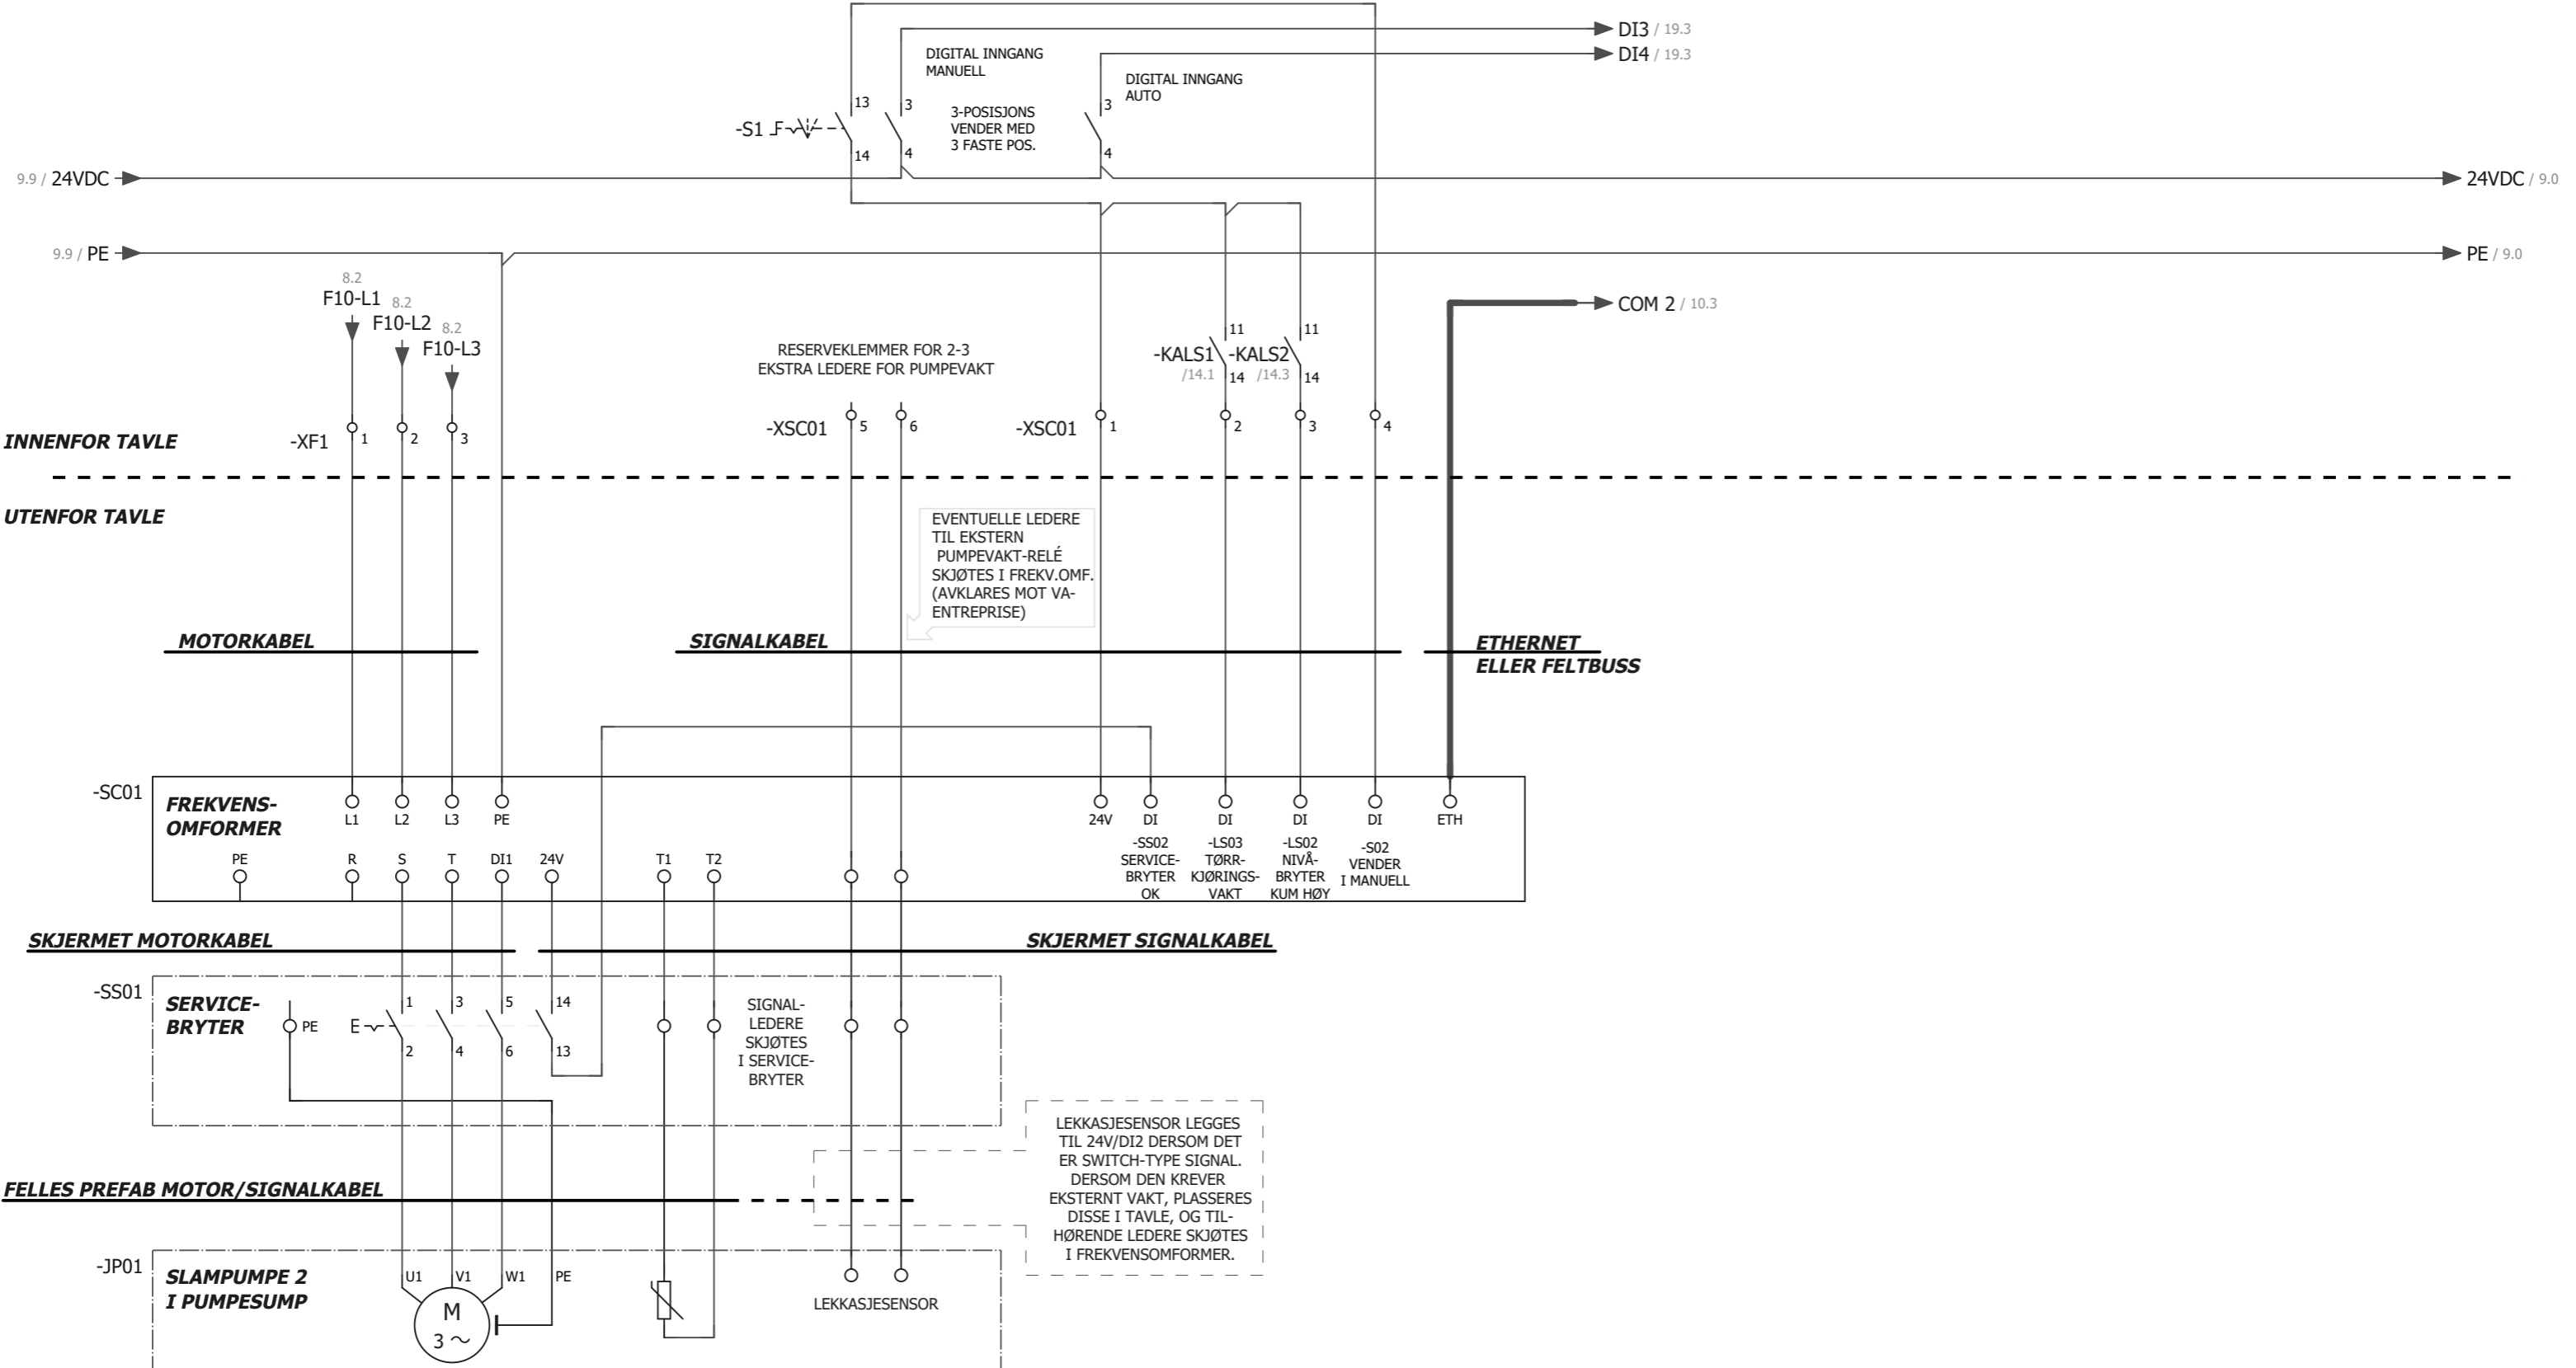 DI3 / 19.3
DI4 / 19.3
DIGITAL INNGANG
MANUELL
DIGITAL INNGANG
AUTO
-S1
13
14
3
4
3-POSISJONS
VENDER MED
3 FASTE POS.
3
4
9.9 / 24VDC
24VDC / 9.0
9.9 / PE
PE / 9.0
8.2
F10-L1
8.2
F10-L2
8.2
F10-L3
COM 2 / 10.3
RESERVEKLEMMER FOR 2-3
EKSTRA LEDERE FOR PUMPEVAKT
-KALS1
/14.1
11
14
-KALS2
/14.3
11
14
INNENFOR TAVLE
-XF1
1
2
3
-XSC01
5
6
-XSC01
1
2
3
4
UTENFOR TAVLE
EVENTUELLE LEDERE
TIL EKSTERN
PUMPEVAKT-RELÉ
SKJØTES I FREKV.OMF.
(AVKLARES MOT VA-
ENTREPRISE)
MOTORKABEL
SIGNALKABEL
ETHERNET
ELLER FELTBUSS
-SC01
FREKVENS-
OMFORMER
L1
L2
L3
PE
24V
DI
DI
DI
DI
ETH
-SS02
SERVICE-
BRYTER
OK
-LS03
TØRR-
KJØRINGS-
VAKT
-LS02
NIVÅ-
BRYTER
KUM HØY
-S02
VENDER
I MANUELL
PE
R
S
T
DI1
24V
T1
T2
SKJERMET MOTORKABEL
SKJERMET SIGNALKABEL
-SS01
SERVICE-
BRYTER
PE
E
1
3
5
14
2
4
6
13
SIGNAL-
LEDERE
SKJØTES
I SERVICE-
BRYTER
LEKKASJESENSOR LEGGES
TIL 24V/DI2 DERSOM DET
ER SWITCH-TYPE SIGNAL.
DERSOM DEN KREVER
EKSTERNT VAKT, PLASSERES
DISSE I TAVLE, OG TIL-
HØRENDE LEDERE SKJØTES
I FREKVENSOMFORMER.
FELLES PREFAB MOTOR/SIGNALKABEL
-JP01
SLAMPUMPE 2
I PUMPESUMP
U1
V1
W1
PE
M
3 ~
LEKKASJESENSOR